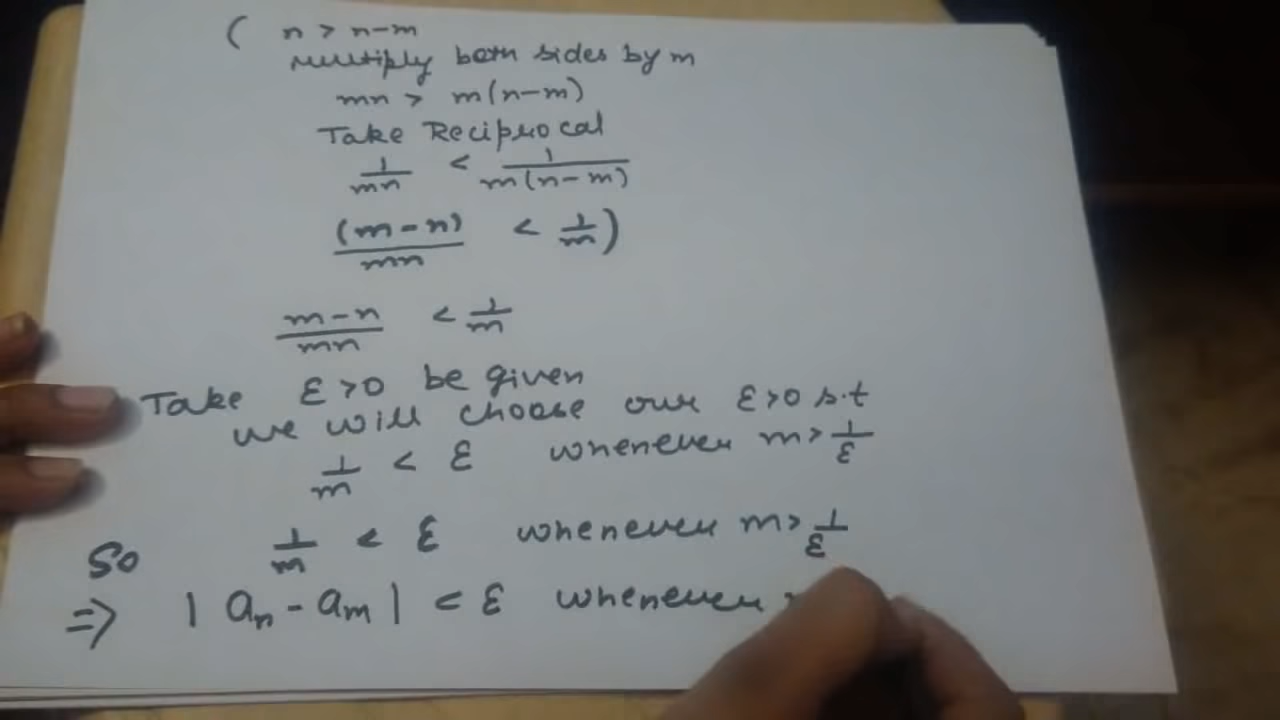 ( n > n-m
Multiply both sides by m
mn > m(n-m)
Take Reciprocal
1/mn < 1/m(n-m)
(m-n)/mn < 1/m)
m-n/mn < 1/m
Take ε>0 be given
we will choose our ε>0 s.t
1/m < ε whenever m> 1/ε
So 1/m < ε whenever m> 1/ε
=> | an - am | < ε whenever